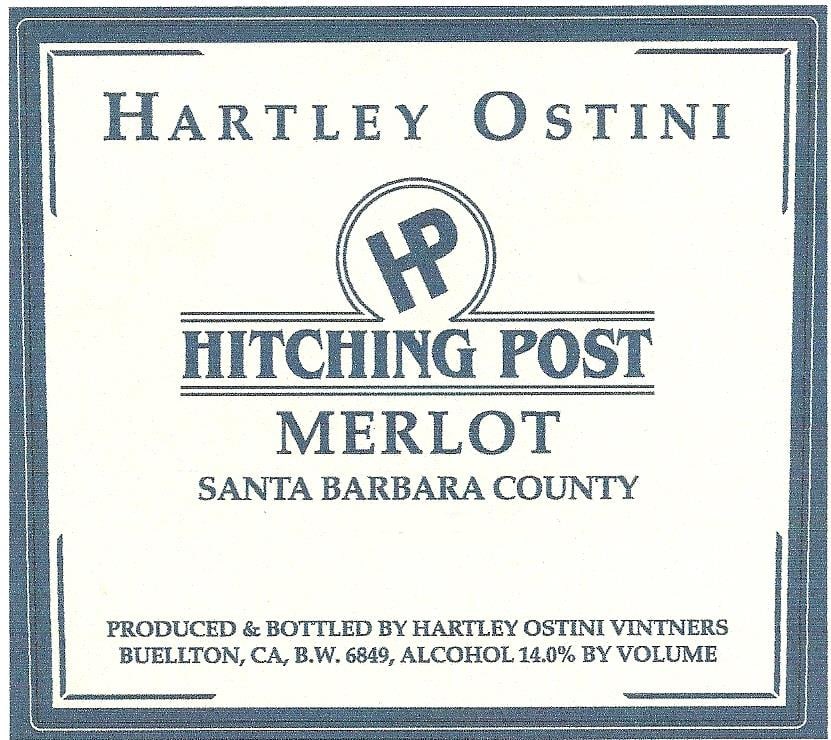 HARTLEY OSTINI
HP
HITCHING POST
MERLOT
SANTA BARBARA COUNTY
PRODUCED & BOTTLED BY HARTLEY OSTINI VINTNERS
BUELLTON, CA, B.W. 6849, ALCOHOL 14.0% BY VOLUME